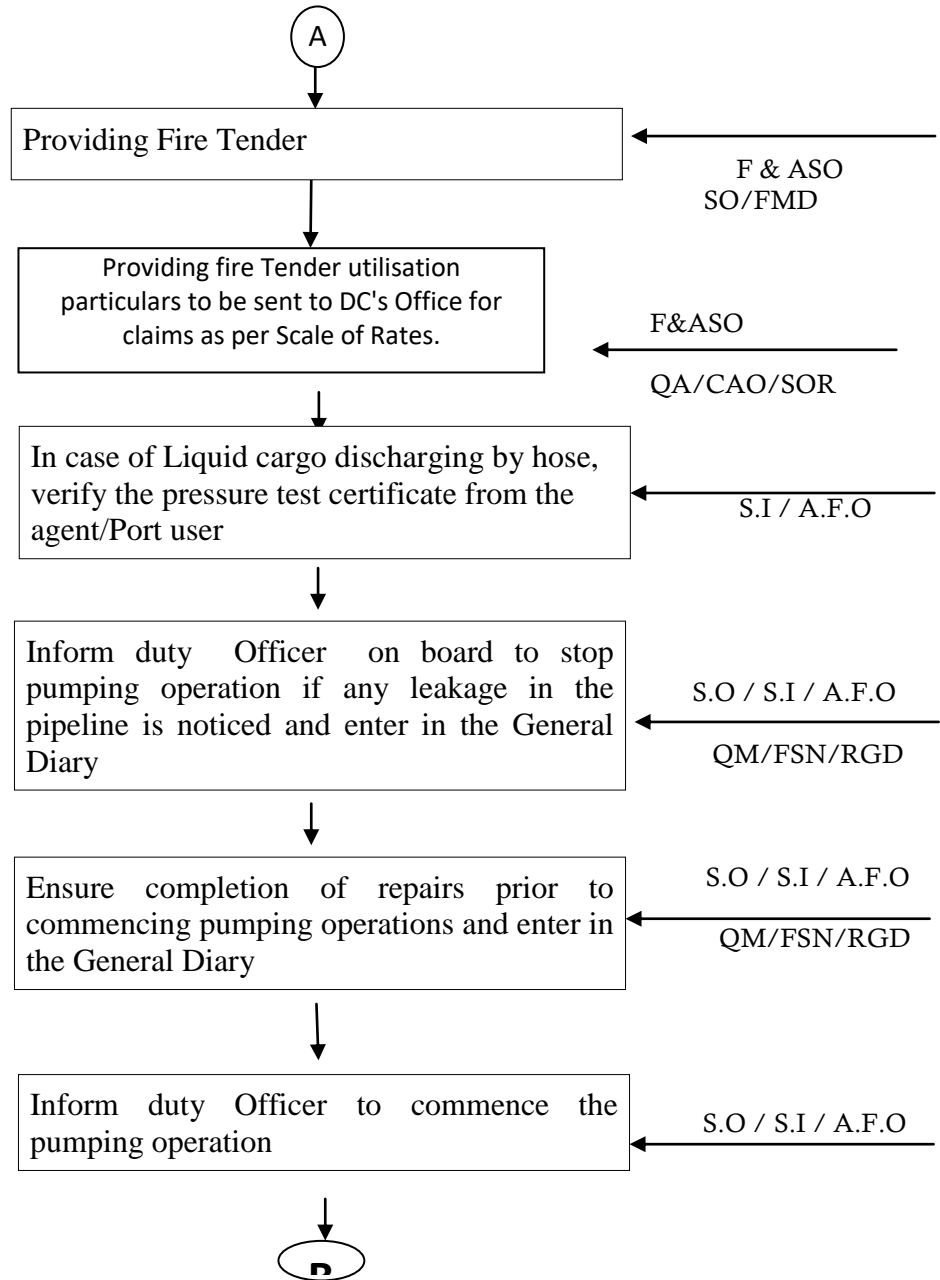 A
Providing Fire Tender
F & ASO
SO/FMD
Providing fire Tender utilisation
particulars to be sent to DC's Office for
claims as per Scale of Rates.
F&ASO
QA/CAO/SOR
In case of Liquid cargo discharging by hose,
verify the pressure test certificate from the
agent/Port user
S.I / A.F.O
Inform duty Officer on board to stop
pumping operation if any leakage in the
pipeline is noticed and enter in the General
Diary
S.O / S.I / A.F.O
QM/FSN/RGD
Ensure completion of repairs prior to
commencing pumping operations and enter in
the General Diary
S.O / S.I / A.F.O
QM/FSN/RGD
Inform duty Officer to commence the
pumping operation
S.O / S.I / A.F.O